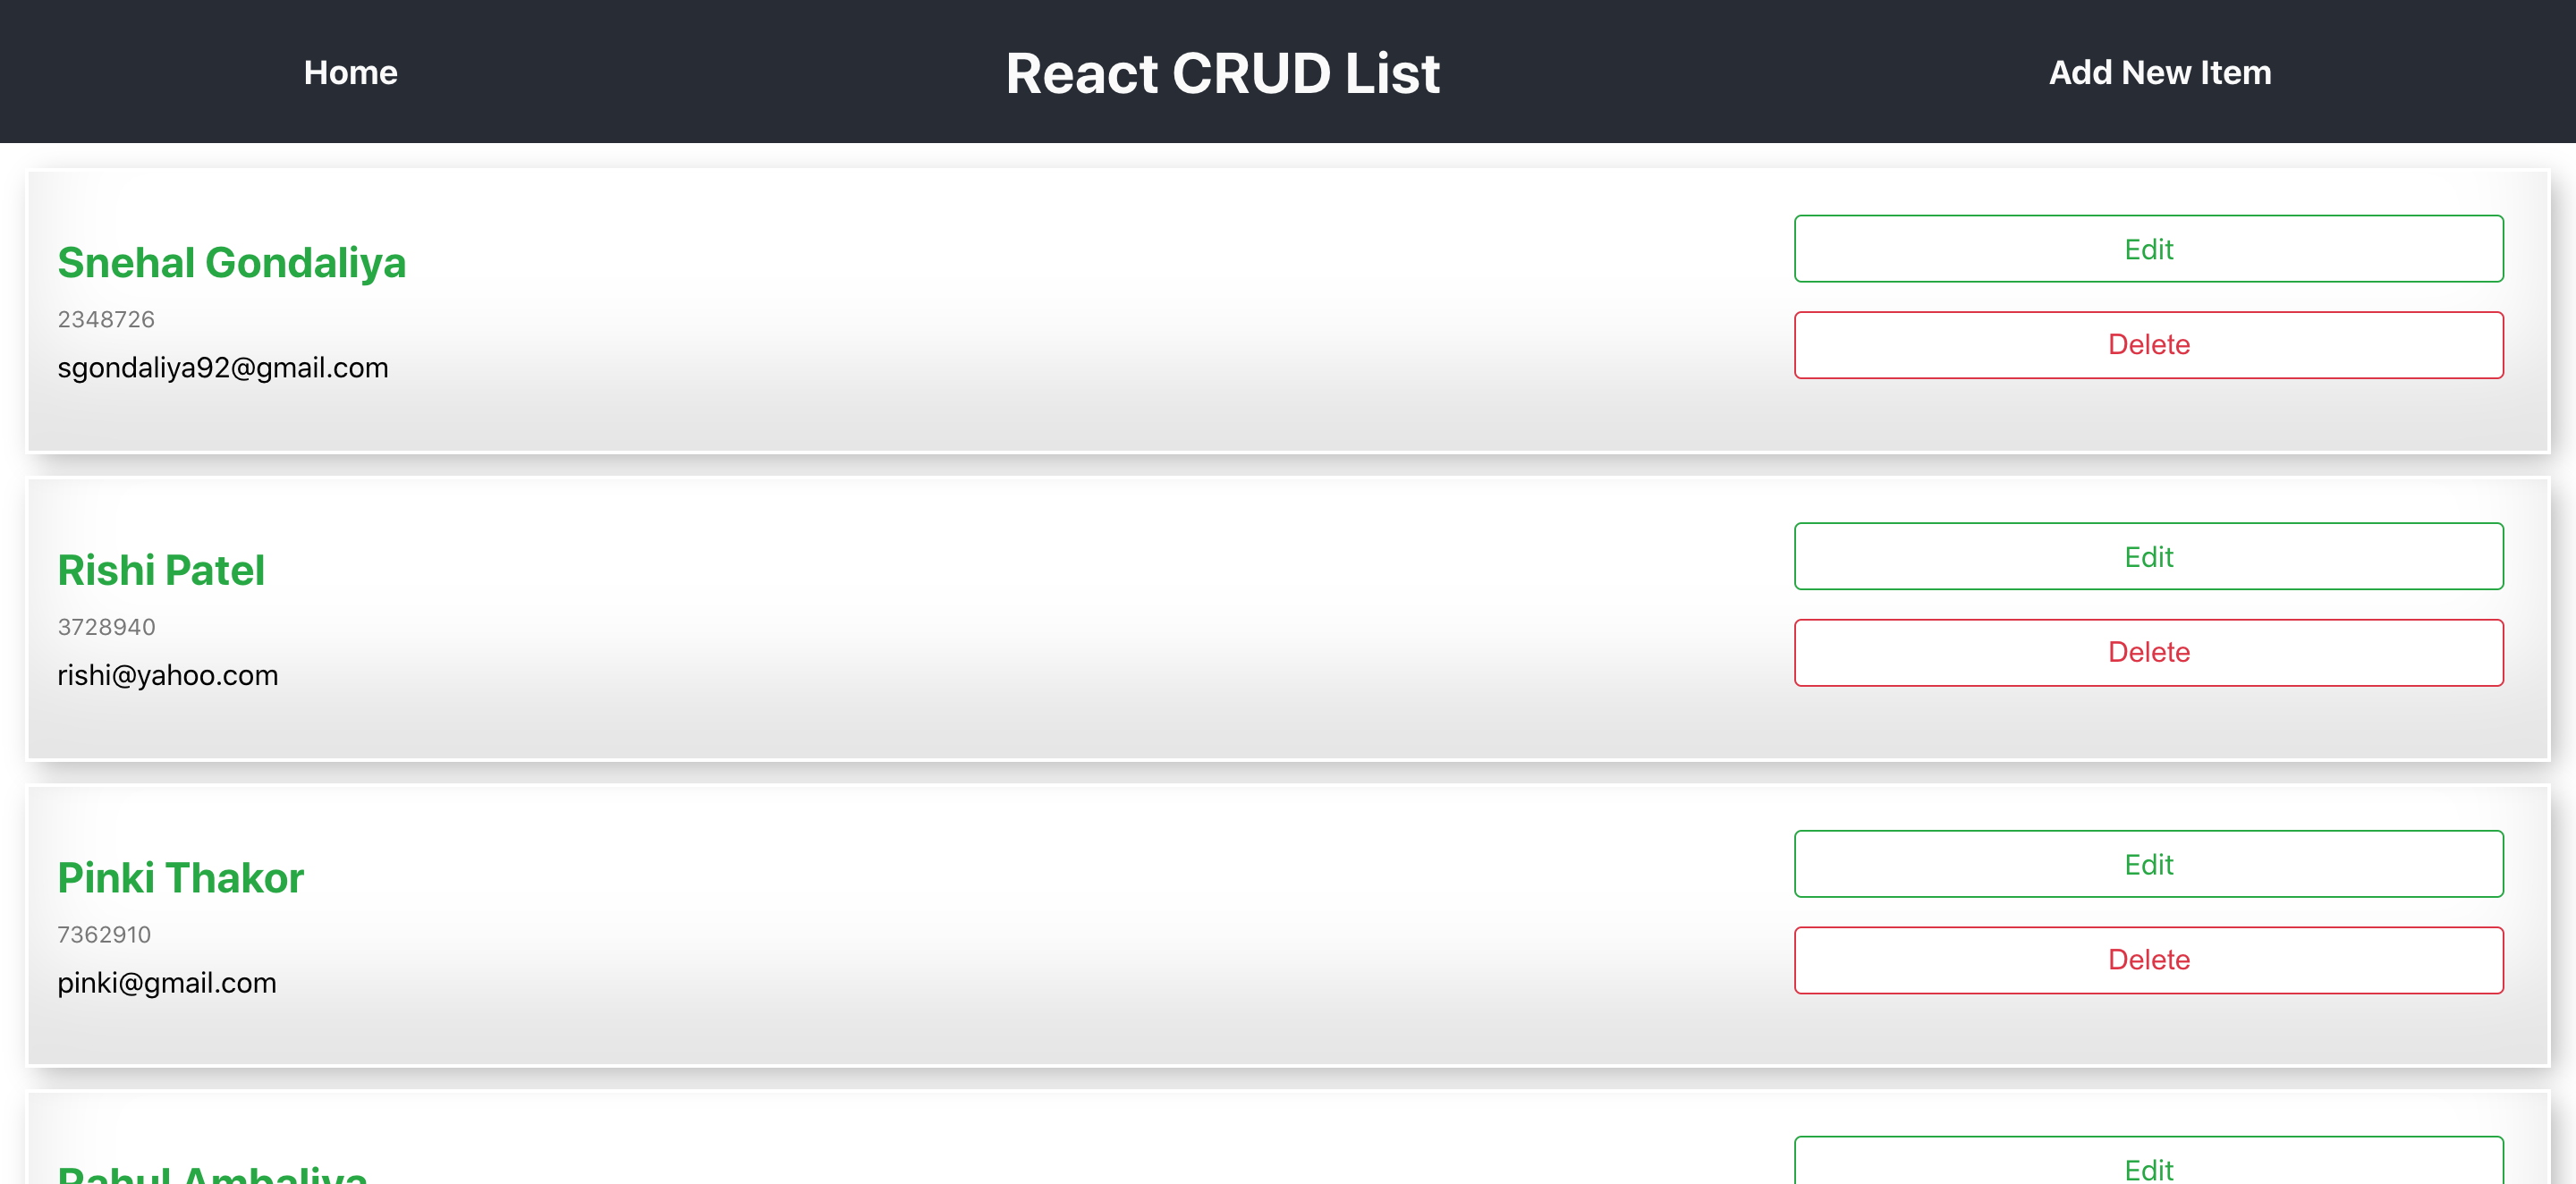 Home React CRUD List Add New Item
Snehal Gondaliya
2348726
sgondaliya92@gmail.com
Edit
Delete
Rishi Patel
3728940
rishi@yahoo.com
Edit
Delete
Pinki Thakor
7362910
pinki@gmail.com
Edit
Delete
Rahul Ambaliya
Edit